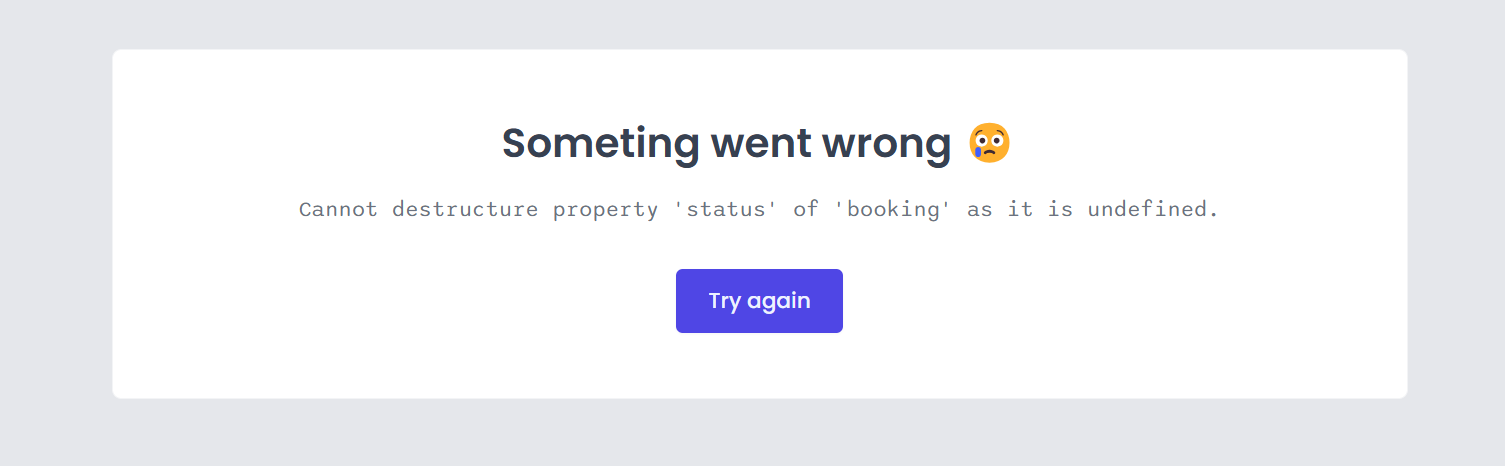 Someting went wrong 😢
Cannot destructure property 'status' of 'booking' as it is undefined.
Try again